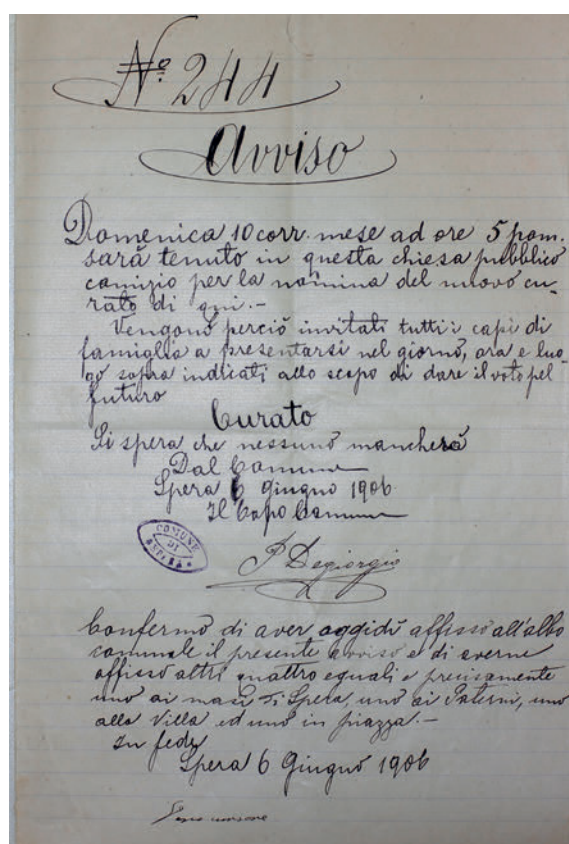 No. 244
Avviso
Domenica 10 corr. mese ad ore 5 pom.
sarà tenuto in questa chiesa pubblico
comizio per la nomina del nuovo cu-
rato di qui.-
Vengono perciò invitati tutti i capi di
famiglia a presentarsi nel giorno, ora e luo-
go sopra indicati allo scopo di dare il voto pel
futuro
Curato
Si spera che nessuno mancherà
Dal Comune
Spera 6 giugno 1906
Il Capo Comune
COMUNE
DI
SPERA
P Degiorgio
Confermo di aver oggidì affisso all'albo
comunale il presente avviso e di averne
affisso altri quattro eguali e precisamente
uno ai masi di Spera, uno ai Paterni, uno
alla Villa ed uno in piazza.-
In fede
Spera 6 Giugno 1906